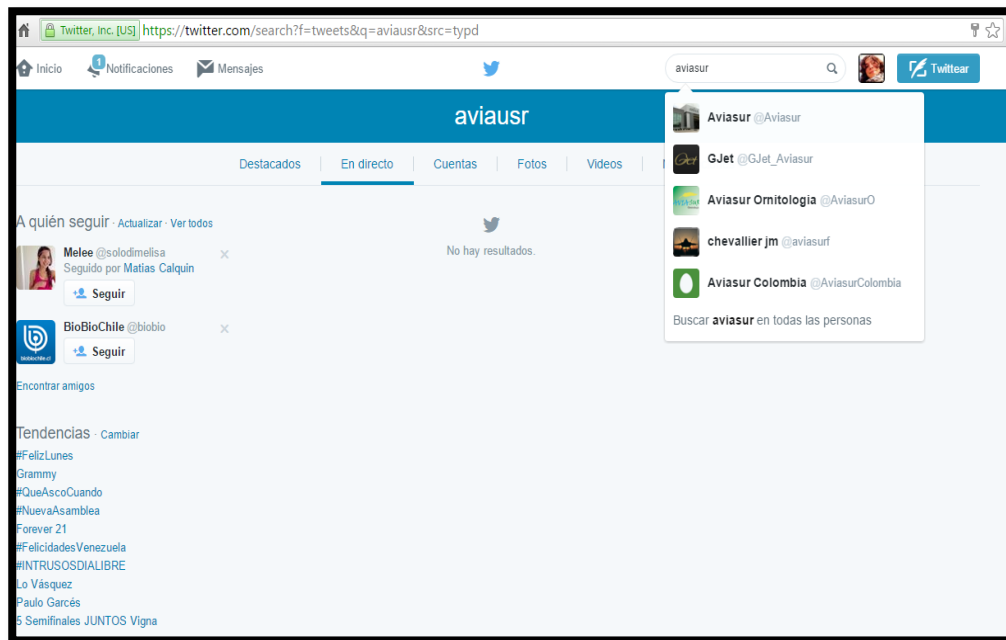 Twitter, Inc. [US] https://twitter.com/search?f=tweets&q=aviausr&src=typd
Inicio 1 Notificaciones Mensajes aviasur Twittear
aviausr
Destacados En directo Cuentas Fotos Videos
Aviasur @Aviasur
GJet @GJet_Aviasur
Aviasur Ornitologia @AviasurO
chevallier jm @aviasurf
Aviasur Colombia @AviasurColombia
Buscar aviasur en todas las personas
A quién seguir · Actualizar · Ver todos
Melee @solodimelisa
Seguido por Matias Calquin
Seguir
BioBioChile @biobio
biobiochile.cl
Seguir
Encontrar amigos
No hay resultados.
Tendencias · Cambiar
#FelizLunes
Grammy
#QueAscoCuando
#NuevaAsamblea
Forever 21
#FelicidadesVenezuela
#INTRUSOSDIALIBRE
Lo Vásquez
Paulo Garcés
5 Semifinales JUNTOS Vigna